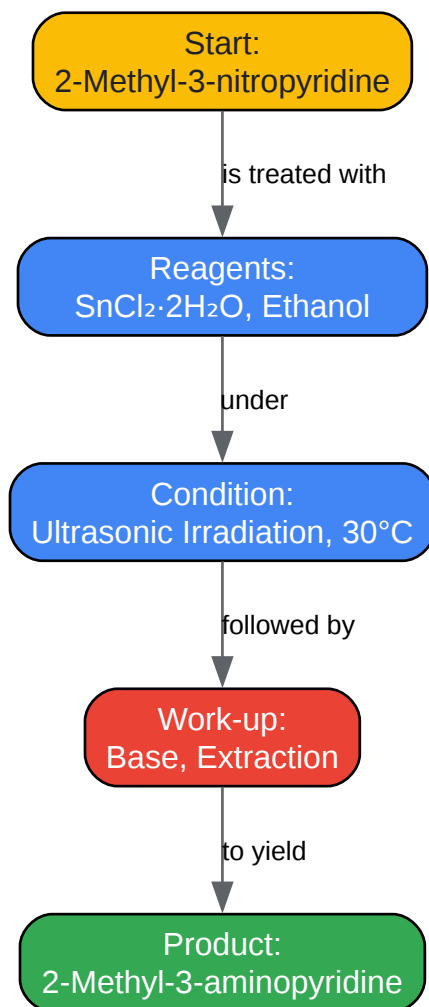 Start:
2-Methyl-3-nitropyridine
is treated with
Reagents:
SnCl₂·2H₂O, Ethanol
under
Condition:
Ultrasonic Irradiation, 30°C
followed by
Work-up:
Base, Extraction
to yield
Product:
2-Methyl-3-aminopyridine